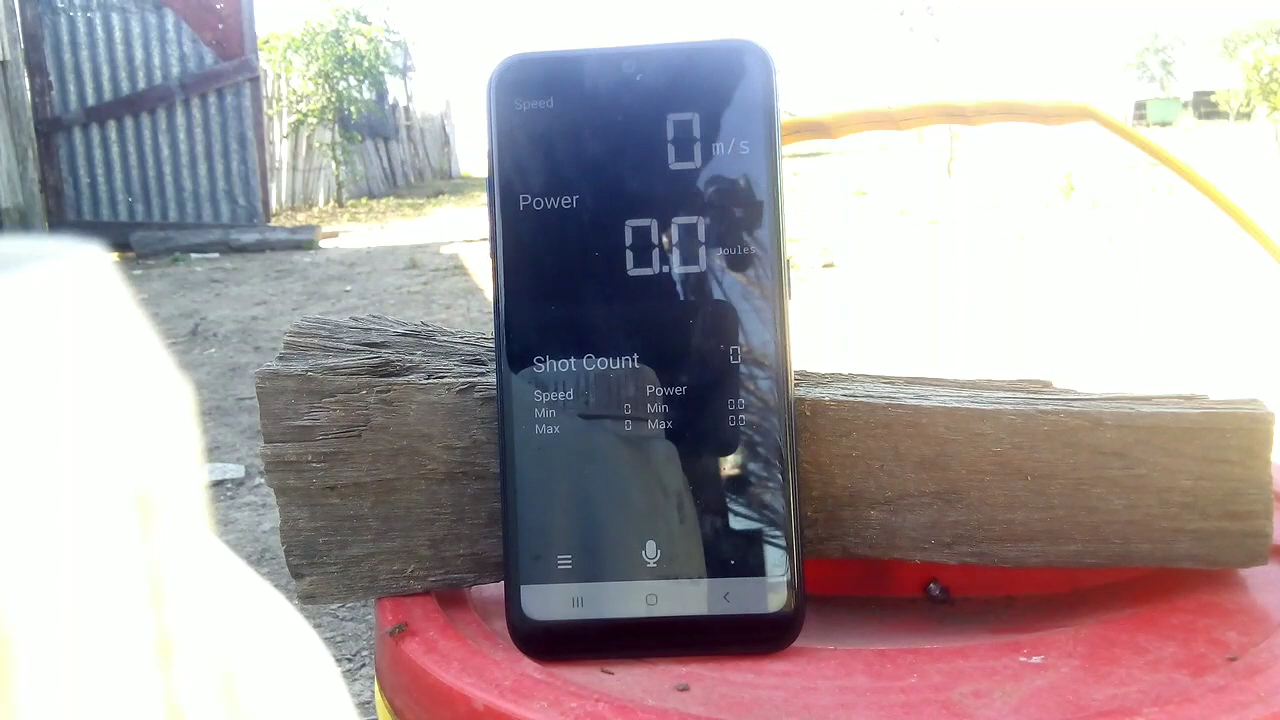 Speed
0 m/s
Power
0.0 Joules
Shot Count 0
Speed Power
Min 0 Min 0.0
Max 0 Max 0.0